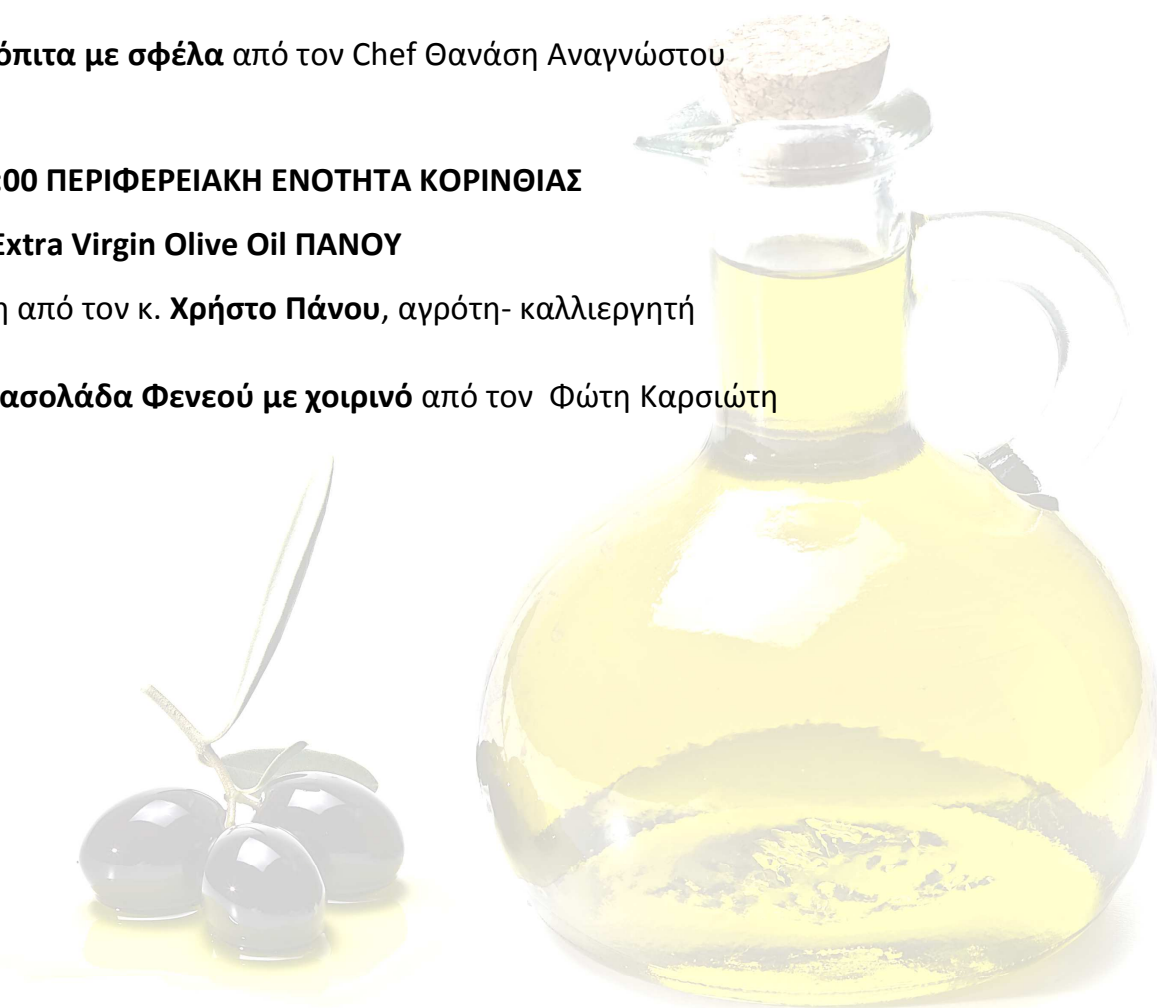 όπιτα με σφέλα από τον Chef Θανάση Αναγνώστου
:00 ΠΕΡΙΦΕΡΕΙΑΚΗ ΕΝΟΤΗΤΑ ΚΟΡΙΝΘΙΑΣ
Extra Virgin Olive Oil ΠΑΝΟΥ
η από τον κ. Χρήστο Πάνου, αγρότη- καλλιεργητή
ασολάδα Φενεού με χοιρινό από τον Φώτη Καρσιώτη